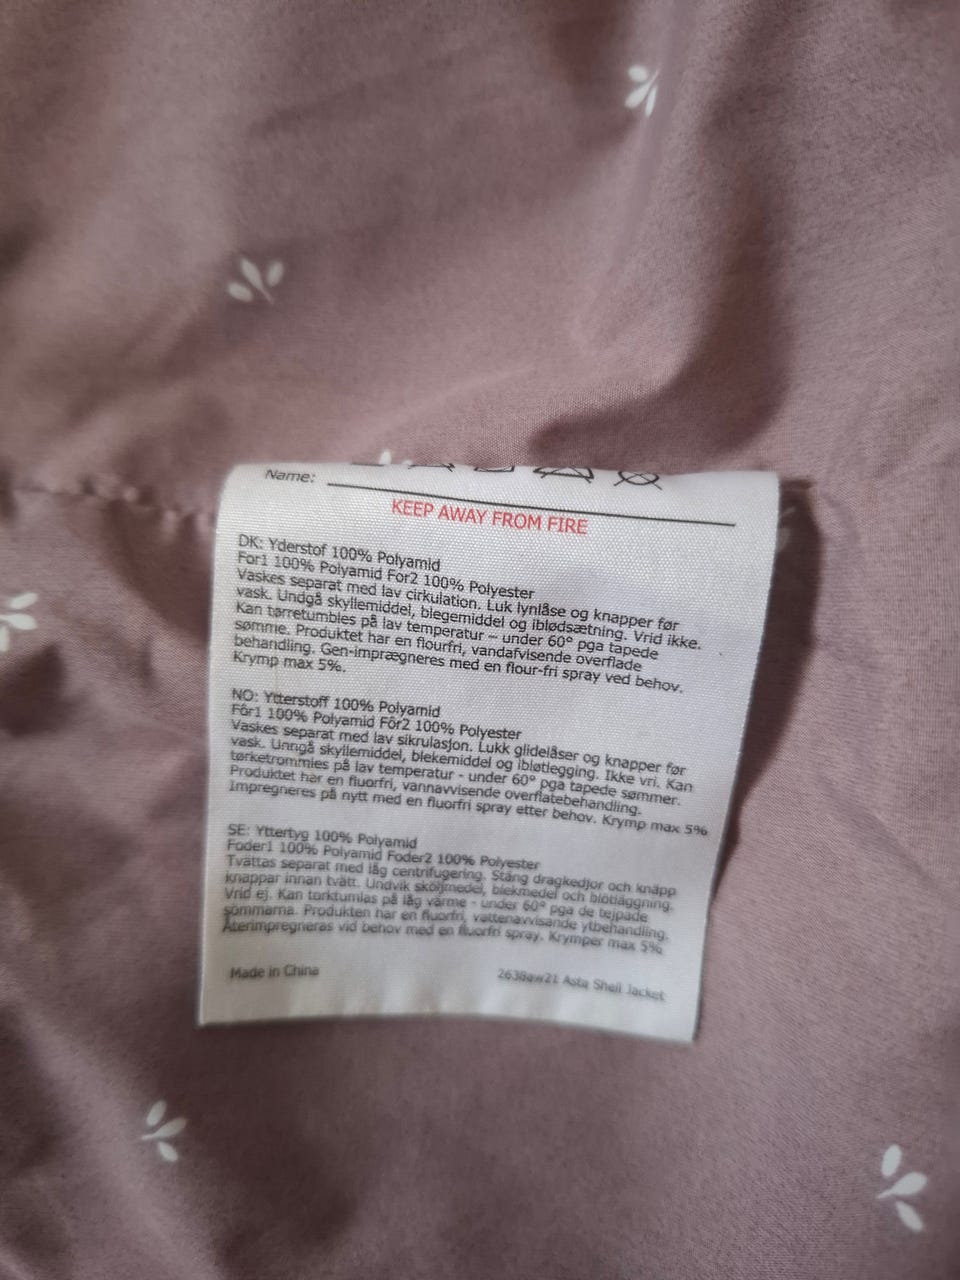 Name:
KEEP AWAY FROM FIRE
DK: Yderstof 100% Polyamid
For1 100% Polyamid For2 100% Polyester
Vaskes separat med lav cirkulation. Luk lynlåse og knapper før
vask. Undgå skyllemiddel, blegemiddel og iblødsætning. Vrid ikke.
Kan tørretumbles på lav temperatur – under 60° pga tapede
sømme. Produktet har en flourfri, vandafvisende overflade
behandling. Gen-imprægneres med en flour-fri spray ved behov.
Krymp max 5%.
NO: Ytterstoff 100% Polyamid
Fôr1 100% Polyamid Fôr2 100% Polyester
Vaskes separat med lav sikrulasjon. Lukk glidelåser og knapper før
vask. Unngå skyllemiddel, blekemiddel og ibløtlegging. Ikke vri. Kan
tørketrommles på lav temperatur - under 60° pga tapede sømmer.
Produktet har en fluorfri, vannavvisende overflatebehandling.
Impregneres på nytt med en fluorfri spray etter behov. Krymp max 5%
SE: Yttertyg 100% Polyamid
Foder1 100% Polyamid Foder2 100% Polyester
Tvättas separat med låg centrifugering. Stäng dragkedjor och knäpp
knappar innan tvätt. Undvik sköljmedel, blekmedel och blötläggning.
Vrid ej. Kan torktumlas på låg värme - under 60° pga de tejpade
sömmarna. Produkten har en fluorfri, vattenavvisande ytbehandling.
Återimpregneras vid behov med en fluorfri spray. Krymper max 5%
Made in China
2638aw21 Asta Shell Jacket